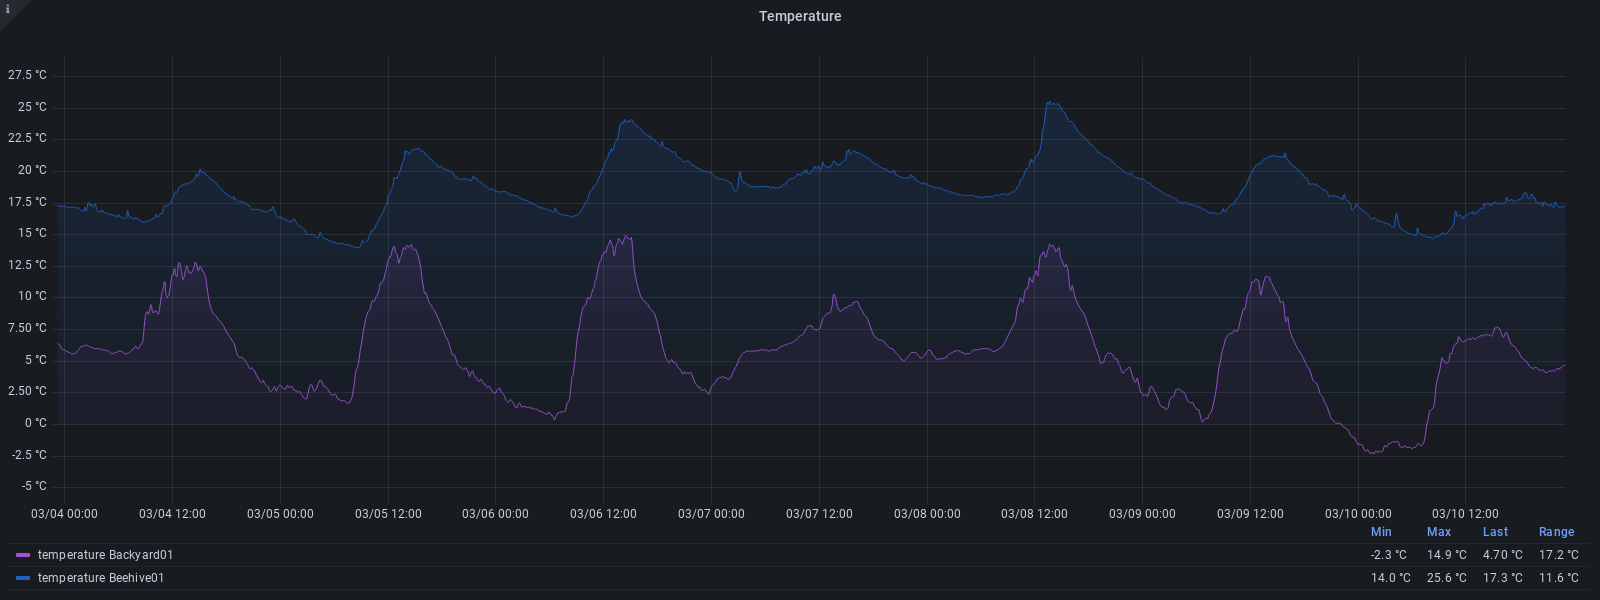 i
Temperature
27.5 °C
25 °C
22.5 °C
20 °C
17.5 °C
15 °C
12.5 °C
10 °C
7.50 °C
5 °C
2.50 °C
0 °C
-2.5 °C
-5 °C
03/04 00:00 03/04 12:00 03/05 00:00 03/05 12:00 03/06 00:00 03/06 12:00 03/07 00:00 03/07 12:00 03/08 00:00 03/08 12:00 03/09 00:00 03/09 12:00 03/10 00:00 03/10 12:00
Min Max Last Range
temperature Backyard01 -2.3 °C 14.9 °C 4.70 °C 17.2 °C
temperature Beehive01 14.0 °C 25.6 °C 17.3 °C 11.6 °C